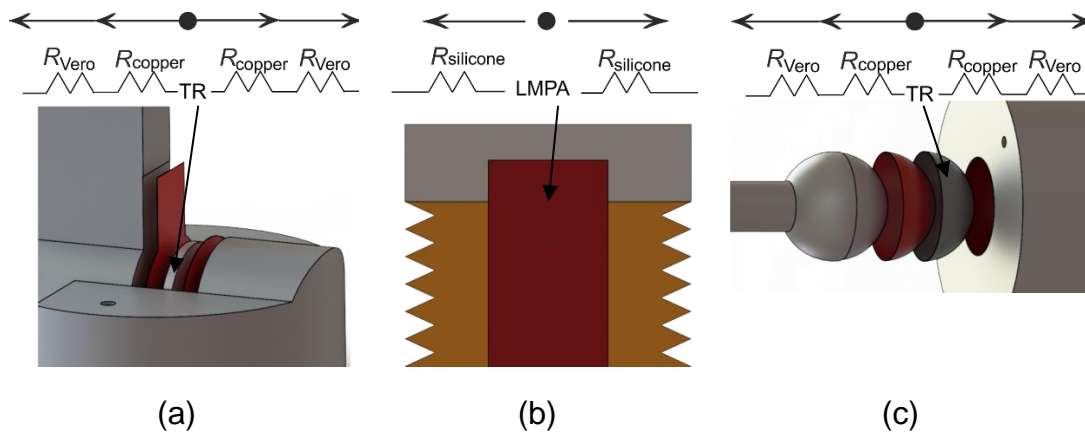 RVero Rcopper Rcopper RVero
TR
Rsilicone Rsilicone
LMPA
RVero Rcopper Rcopper RVero
TR
(a) (b) (c)